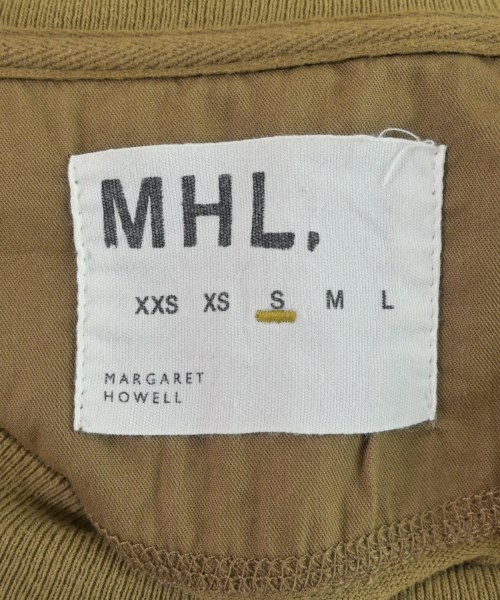 MHL.
XXS XS S M L
MARGARET
HOWELL